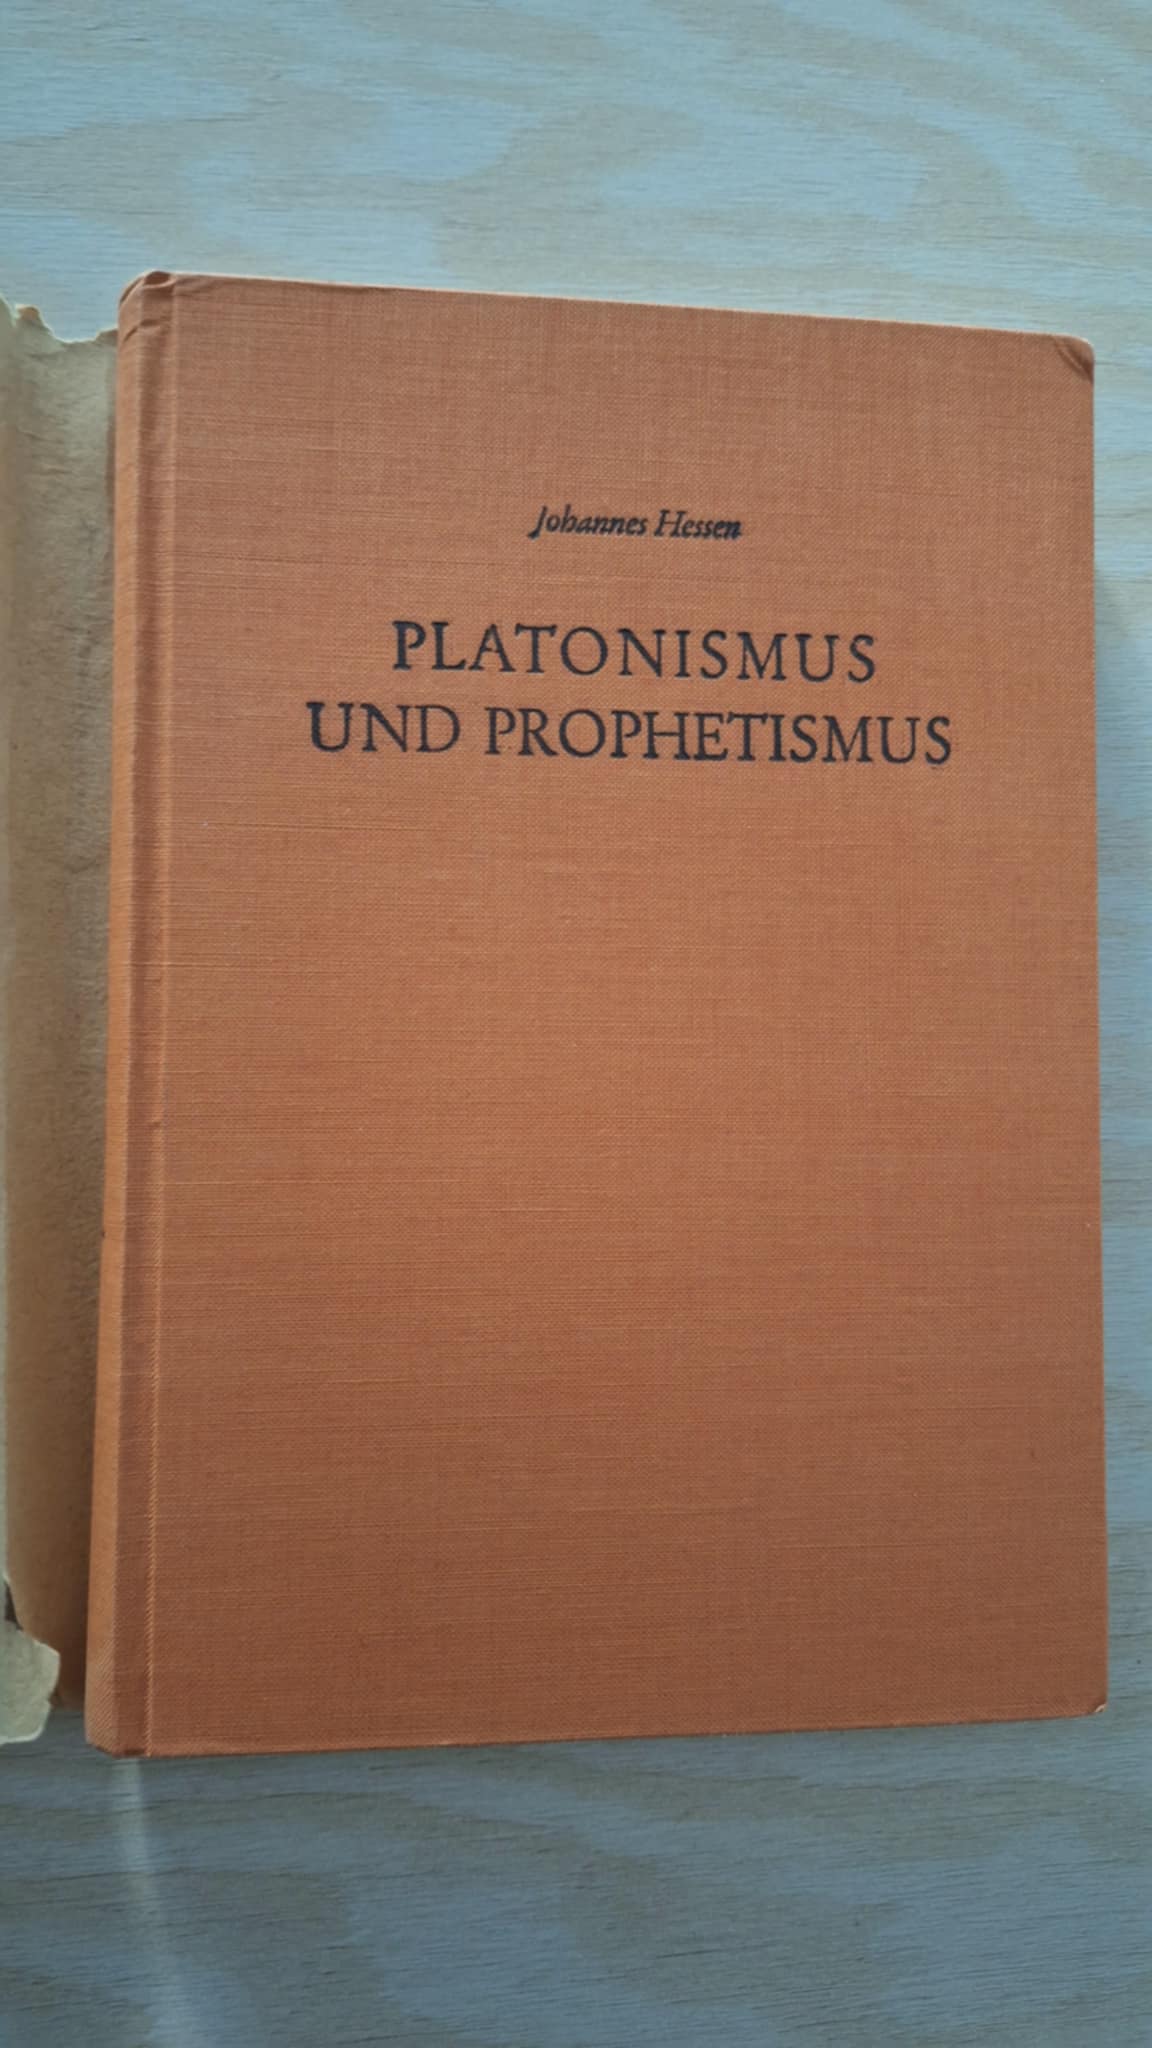 Johannes Hessen
PLATONISMUS
UND PROPHETISMUS